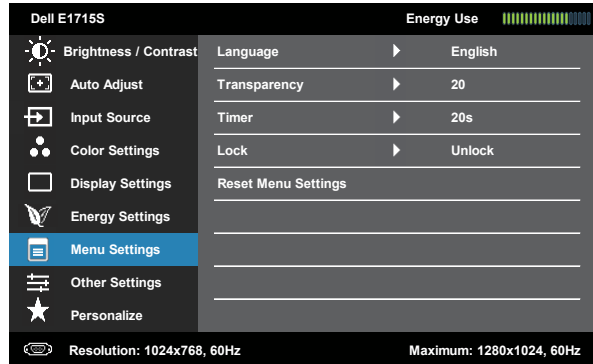 Dell E1715S Energy Use
Brightness / Contrast Language English
Auto Adjust Transparency 20
Input Source Timer 20s
Color Settings Lock Unlock
Display Settings Reset Menu Settings
Energy Settings
Menu Settings
Other Settings
Personalize
Resolution: 1024x768, 60Hz Maximum: 1280x1024, 60Hz